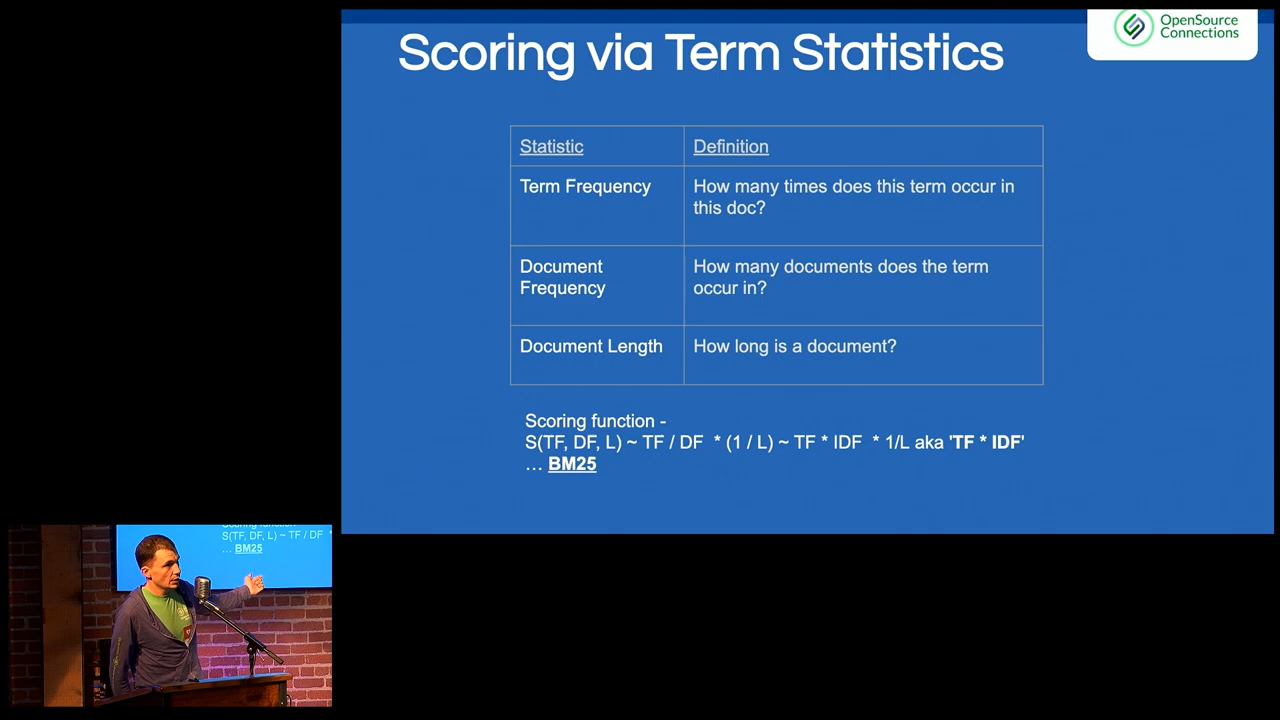 OpenSource
Connections
Scoring via Term Statistics
Statistic
Definition
Term Frequency
How many times does this term occur in
this doc?
Document
Frequency
How many documents does the term
occur in?
Document Length
How long is a document?
Scoring function -
S(TF, DF, L) ~ TF / DF * (1 / L) ~ TF * IDF * 1/L aka 'TF * IDF'
... BM25
S(TF, DF, L) ~ TF / DF
... BM25